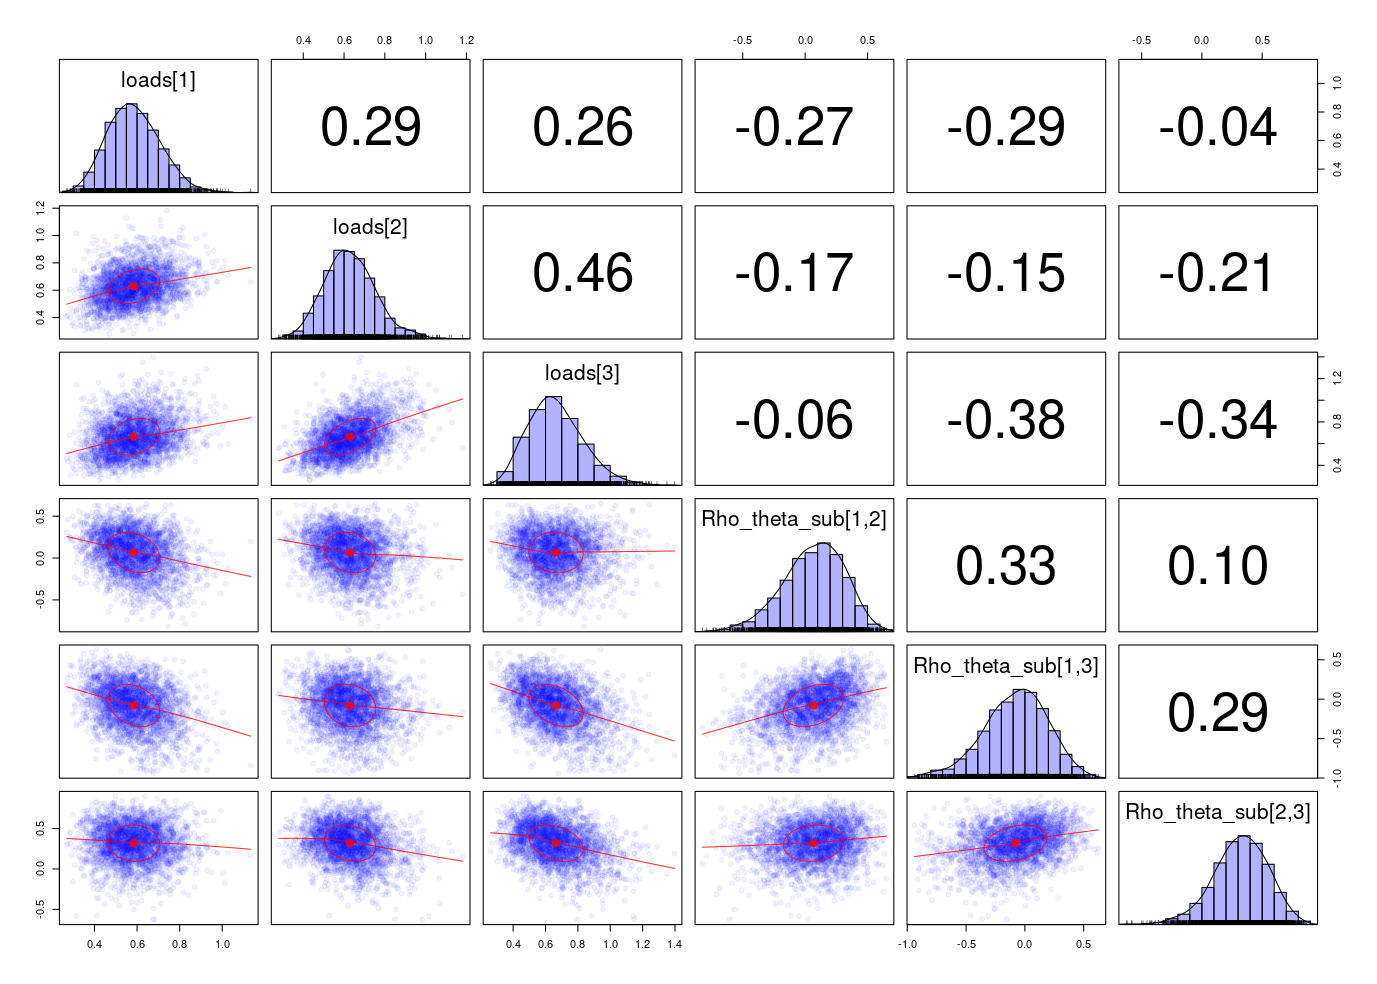 0.4 0.6 0.8 1.0 1.2 -0.5 0.0 0.5 -0.5 0.0 0.5
loads[1] 0.29 0.26 -0.27 -0.29 -0.04
0.4 0.6 0.8 1.0
loads[2] 0.46 -0.17 -0.15 -0.21
0.4 0.6 0.8 1.0 1.2
loads[3] -0.06 -0.38 -0.34
0.4 0.8 1.2
Rho_theta_sub[1,2] 0.33 0.10
-0.5 0.0 0.5
Rho_theta_sub[1,3] 0.29
-1.0 -0.5 0.0 0.5
Rho_theta_sub[2,3]
-0.5 0.0 0.5
0.4 0.6 0.8 1.0 0.4 0.6 0.8 1.0 1.2 1.4 -1.0 -0.5 0.0 0.5